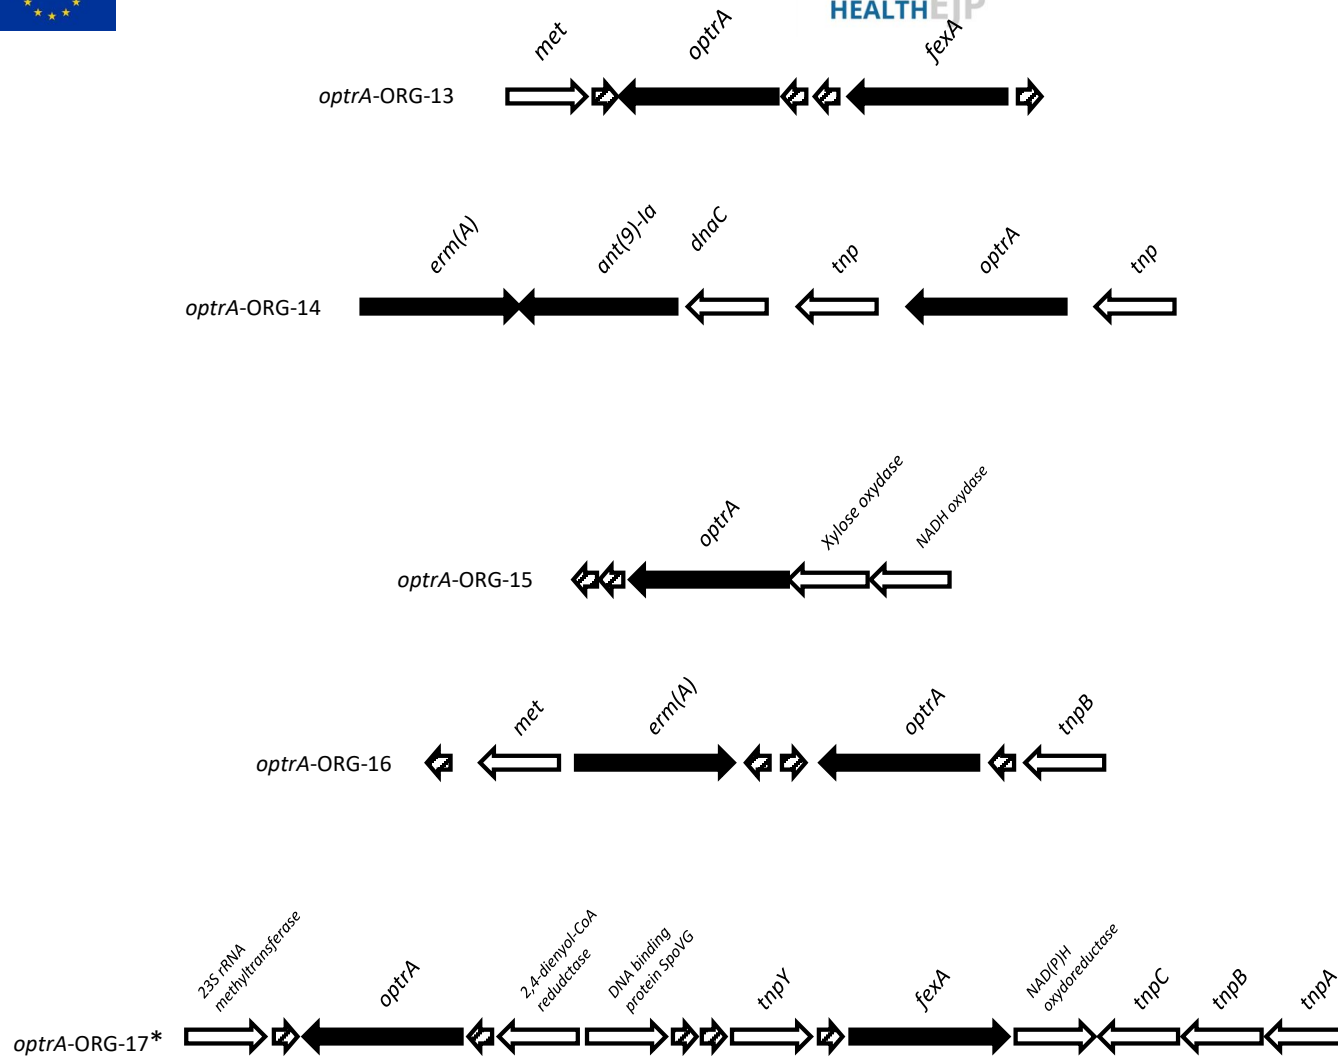 HEALTHEJP
met
optrA
fexA
optrA-ORG-13
erm(A)
ant(9)-Ia
dnaC
tnp
optrA
tnp
optrA-ORG-14
optrA
Xylose oxydase
NADH oxydase
optrA-ORG-15
met
erm(A)
optrA
tnpB
optrA-ORG-16
23S rRNA
methyltransferase
optrA
2,4-dienyol-CoA
redudctase
DNA binding
protein SpoVG
tnpY
fexA
NAD(P)H
oxydoreductase
tnpC
tnpB
tnpA
optrA-ORG-17*